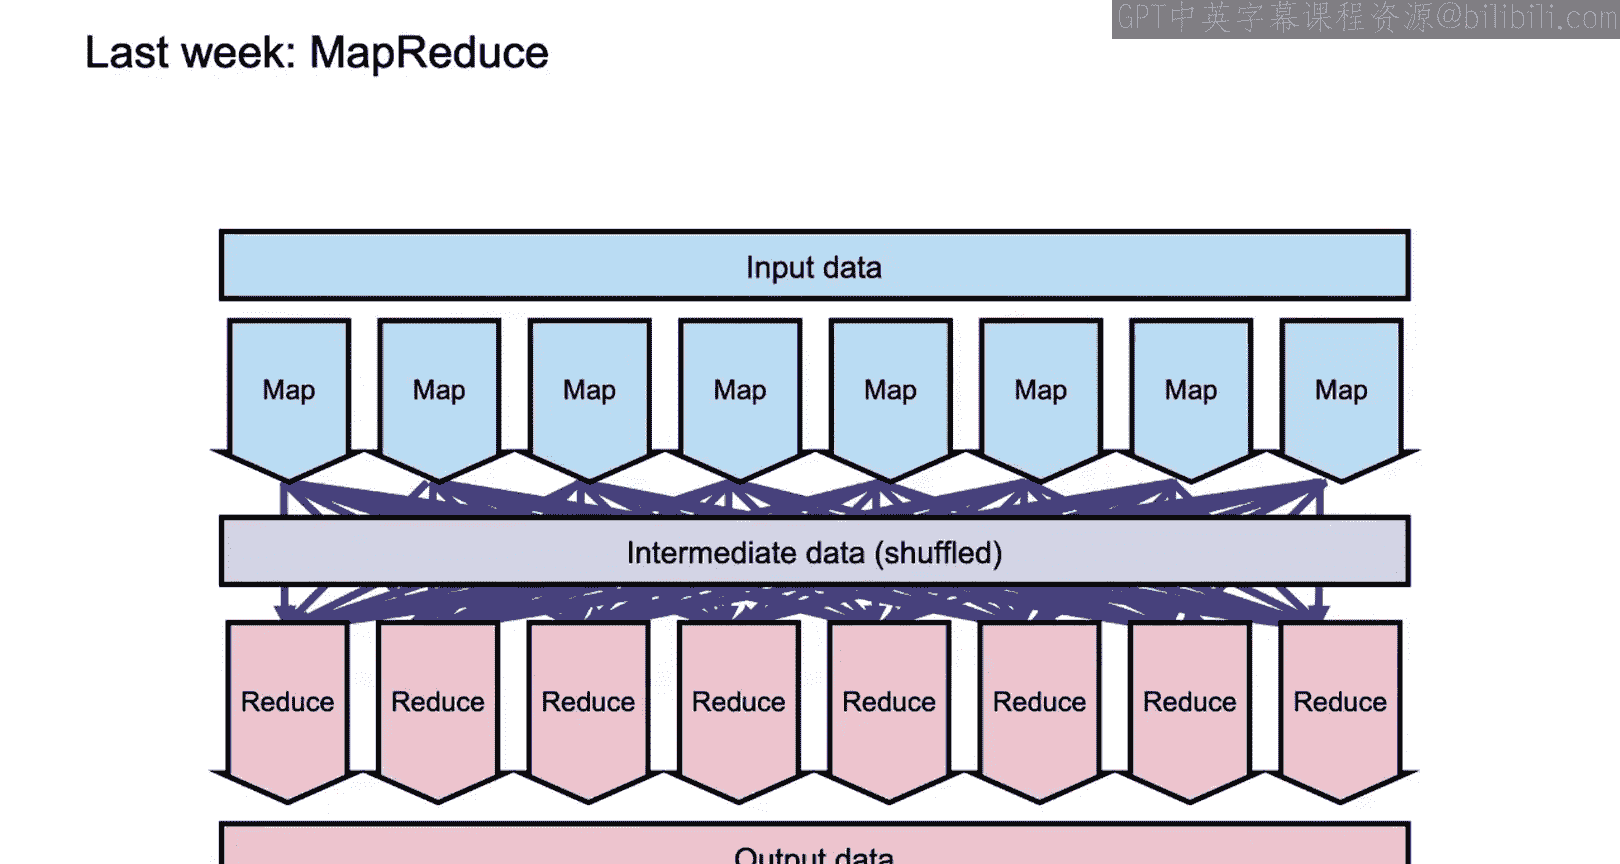 GPT中英字幕课程资源@bilibili.com
Last week: MapReduce
Input data
Map Map Map Map Map Map Map Map
Intermediate data (shuffled)
Reduce Reduce Reduce Reduce Reduce Reduce Reduce Reduce
Output data